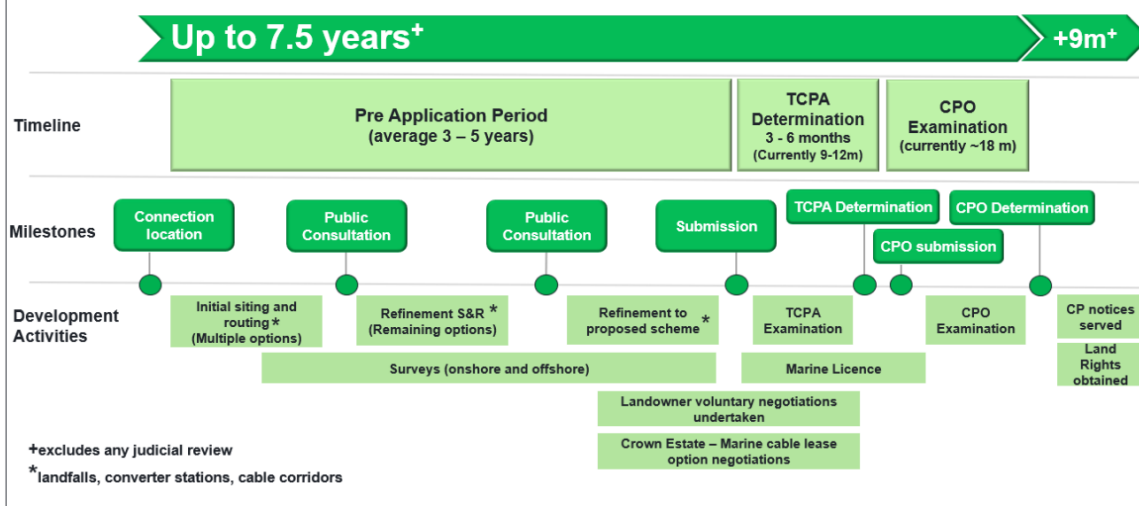 Up to 7.5 years+
+9m+
Timeline
Pre Application Period
(average 3 – 5 years)
TCPA
Determination
3 - 6 months
(Currently 9-12m)
CPO
Examination
(currently ~18 m)
Milestones
Connection
location
Public
Consultation
Public
Consultation
Submission
TCPA Determination
CPO submission
CPO Determination
Development
Activities
Initial siting and
routing*
(Multiple options)
Refinement S&R *
(Remaining options)
Refinement to
proposed scheme*
TCPA
Examination
CPO
Examination
CP notices
served
Surveys (onshore and offshore)
Marine Licence
Land
Rights
obtained
Landowner voluntary negotiations
undertaken
Crown Estate – Marine cable lease
option negotiations
+excludes any judicial review
*landfalls, converter stations, cable corridors